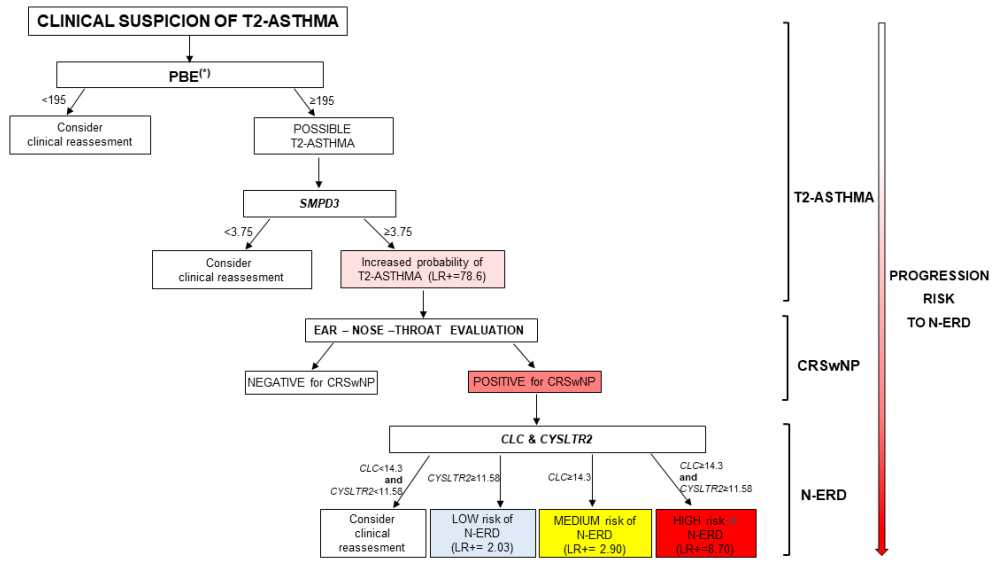 CLINICAL SUSPICION OF T2-ASTHMA
PBE(*)
<195
≥195
Consider
clinical reassesment
POSSIBLE
T2-ASTHMA
SMPD3
<3.75
≥3.75
Consider
clinical reassesment
Increased probability of
T2-ASTHMA (LR+=78.6)
EAR – NOSE –THROAT EVALUATION
NEGATIVE for CRSwNP
POSITIVE for CRSwNP
CLC & CYSLTR2
CLC<14.3
and
CYSLTR2<11.58
CYSLTR2≥11.58
CLC≥14.3
CLC≥14.3
and
CYSLTR2≥11.58
Consider
clinical
reassesment
LOW risk of
N-ERD
(LR+= 2.03)
MEDIUM risk of
N-ERD
(LR+= 2.90)
HIGH risk of
N-ERD
(LR+=8.70)
T2-ASTHMA
CRSwNP
N-ERD
PROGRESSION
RISK
TO N-ERD